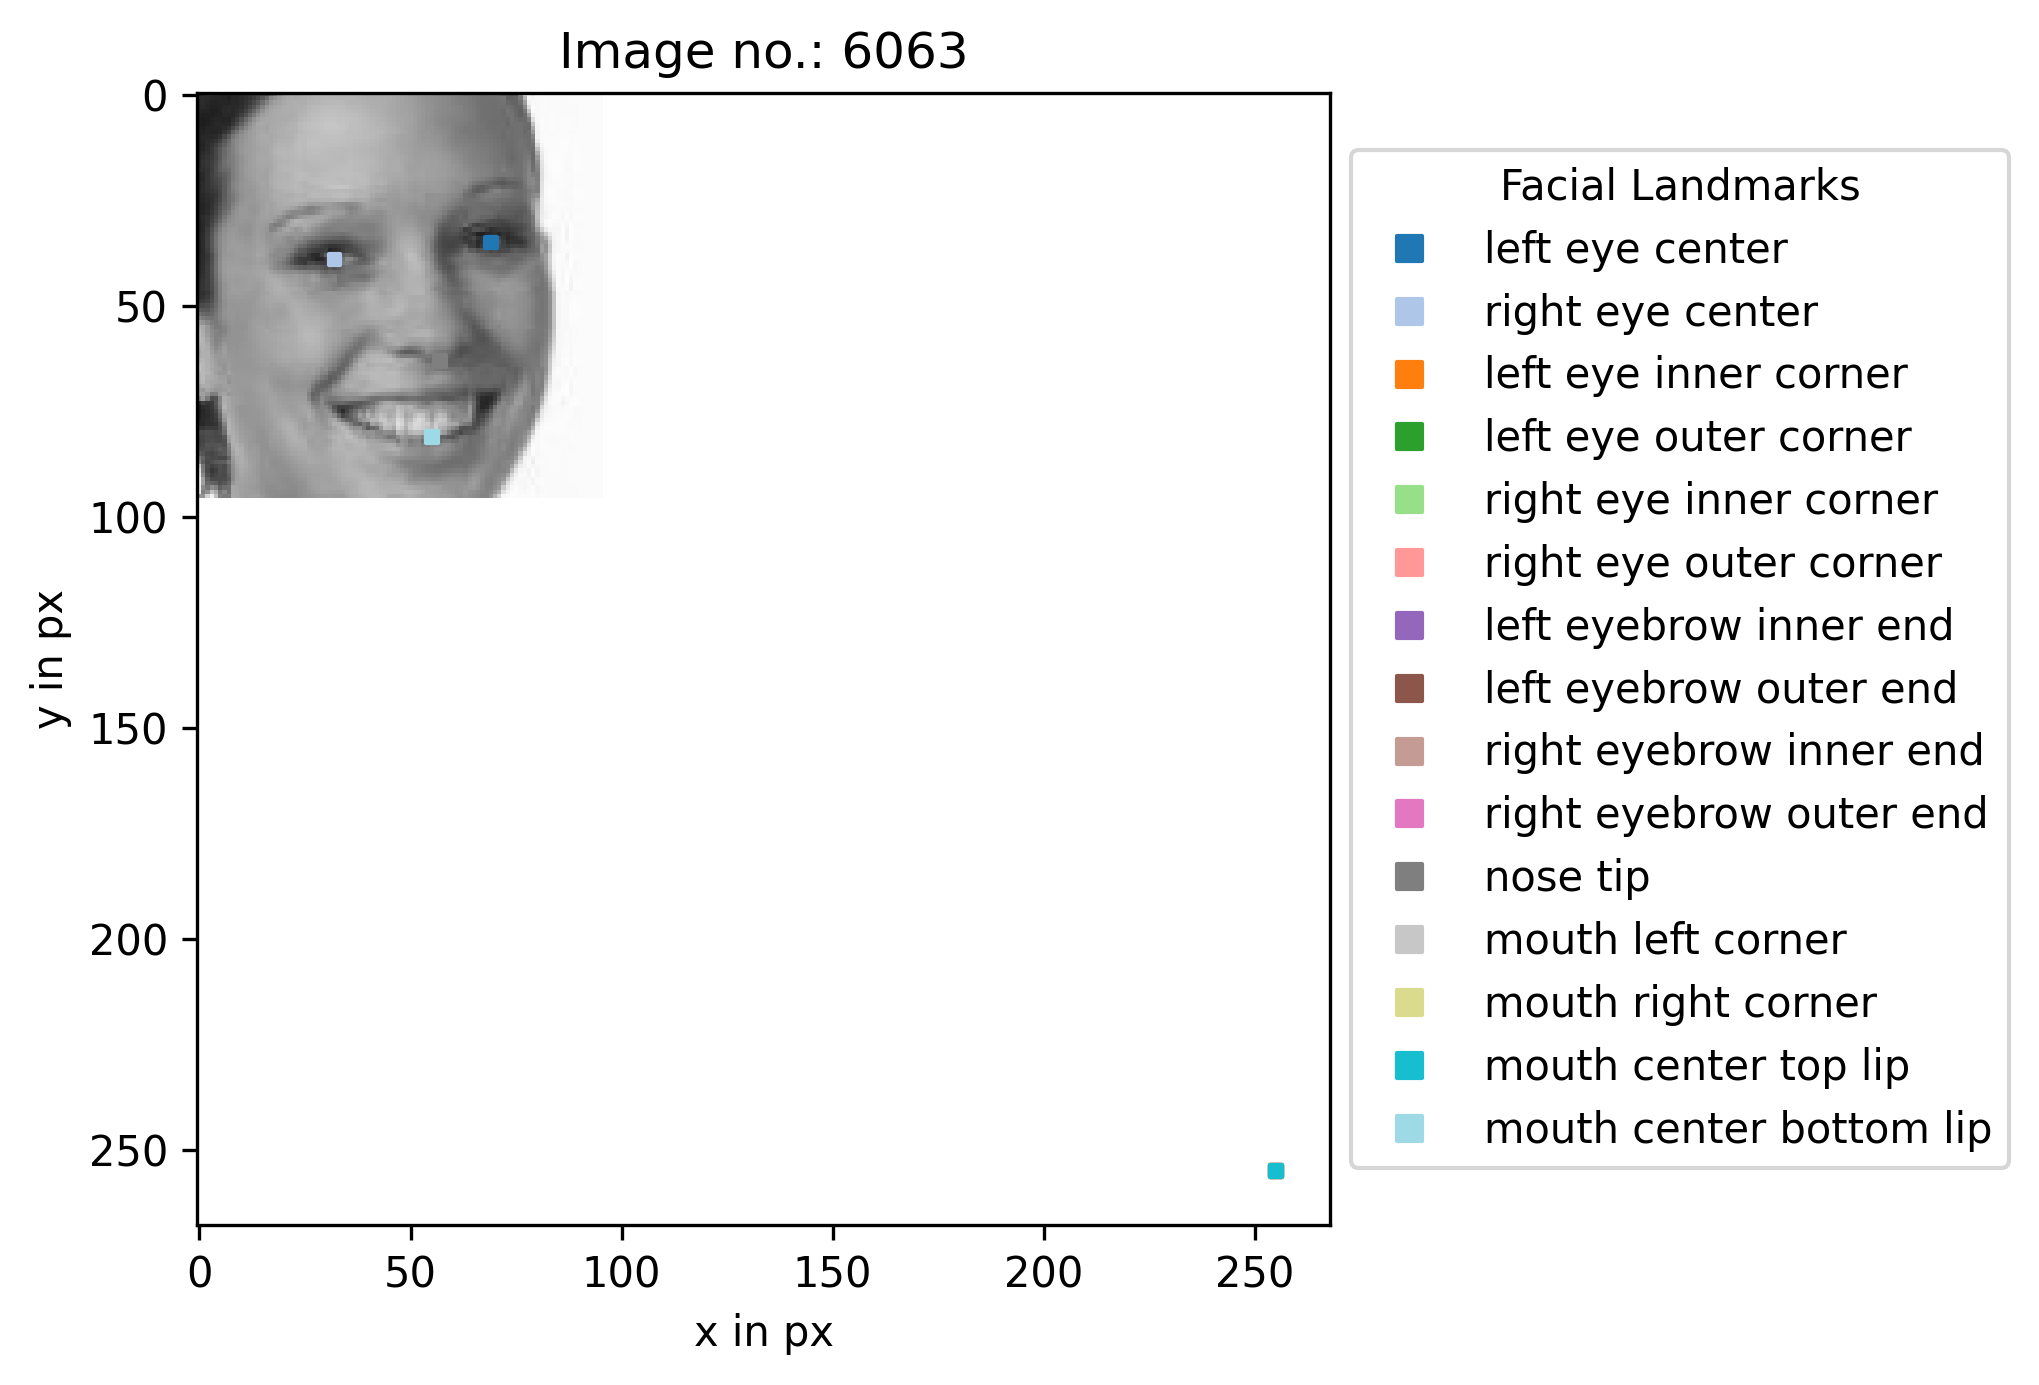 Image no.: 6063
0
50
100
150
200
250
y in px
0 50 100 150 200 250
x in px
Facial Landmarks
left eye center
right eye center
left eye inner corner
left eye outer corner
right eye inner corner
right eye outer corner
left eyebrow inner end
left eyebrow outer end
right eyebrow inner end
right eyebrow outer end
nose tip
mouth left corner
mouth right corner
mouth center top lip
mouth center bottom lip